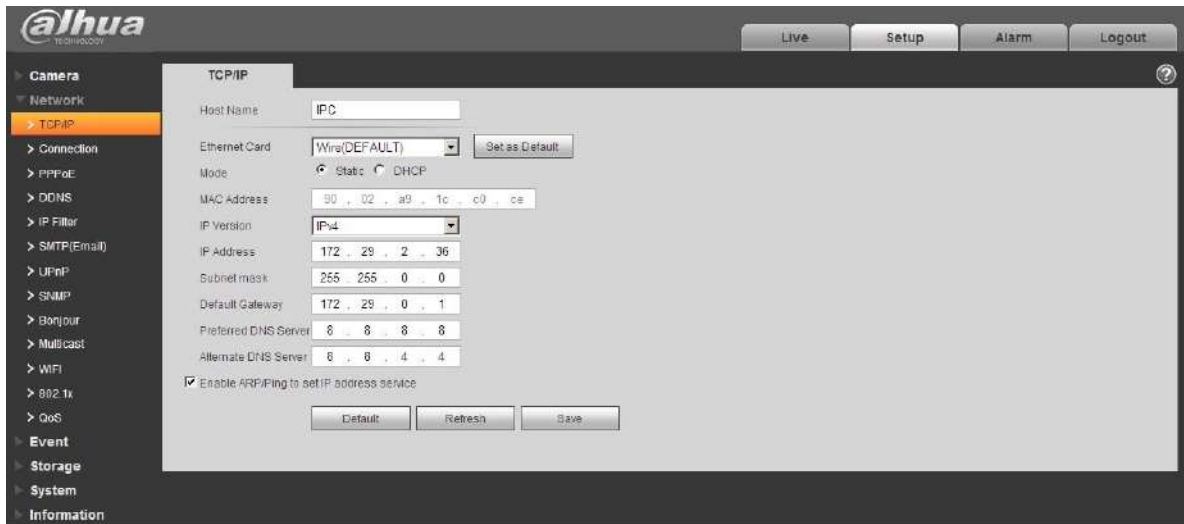 alhua
TECHNOLOGY
Live
Setup
Alarm
Logout
Camera
Network
TCP/IP
Connection
PPPoE
DDNS
IP Filter
SMTP(Email)
UPnP
SNMP
Bonjour
Multicast
WIFI
802.1x
QoS
Event
Storage
System
Information
TCP/IP
?
Host Name IPC
Ethernet Card Wire(DEFAULT) Set as Default
Mode Static DHCP
MAC Address 90 . 02 . a9 . 1c . c0 . ce
IP Version IPv4
IP Address 172 . 29 . 2 . 36
Subnet mask 255 . 255 . 0 . 0
Default Gateway 172 . 29 . 0 . 1
Preferred DNS Server 8 . 8 . 8 . 8
Alternate DNS Server 8 . 8 . 4 . 4
Enable ARP/Ping to set IP address service
Default Refresh Save